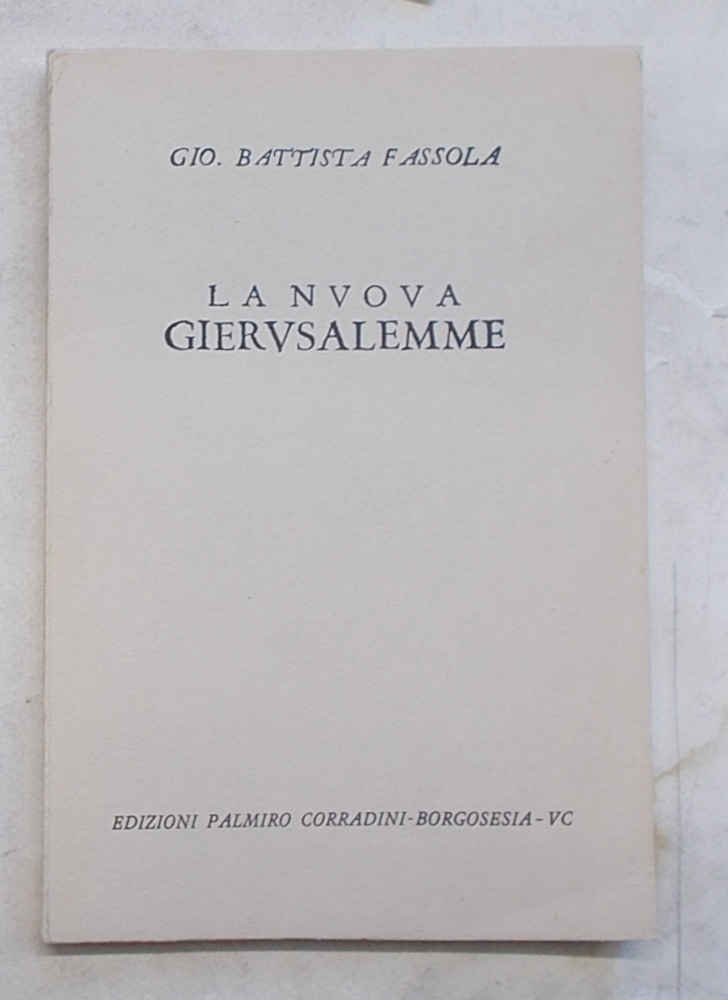 GIO. BATTISTA FASSOLA
LA NVOVA
GIERVSALEMME
EDIZIONI PALMIRO CORRADINI-BORGOSESIA-VC